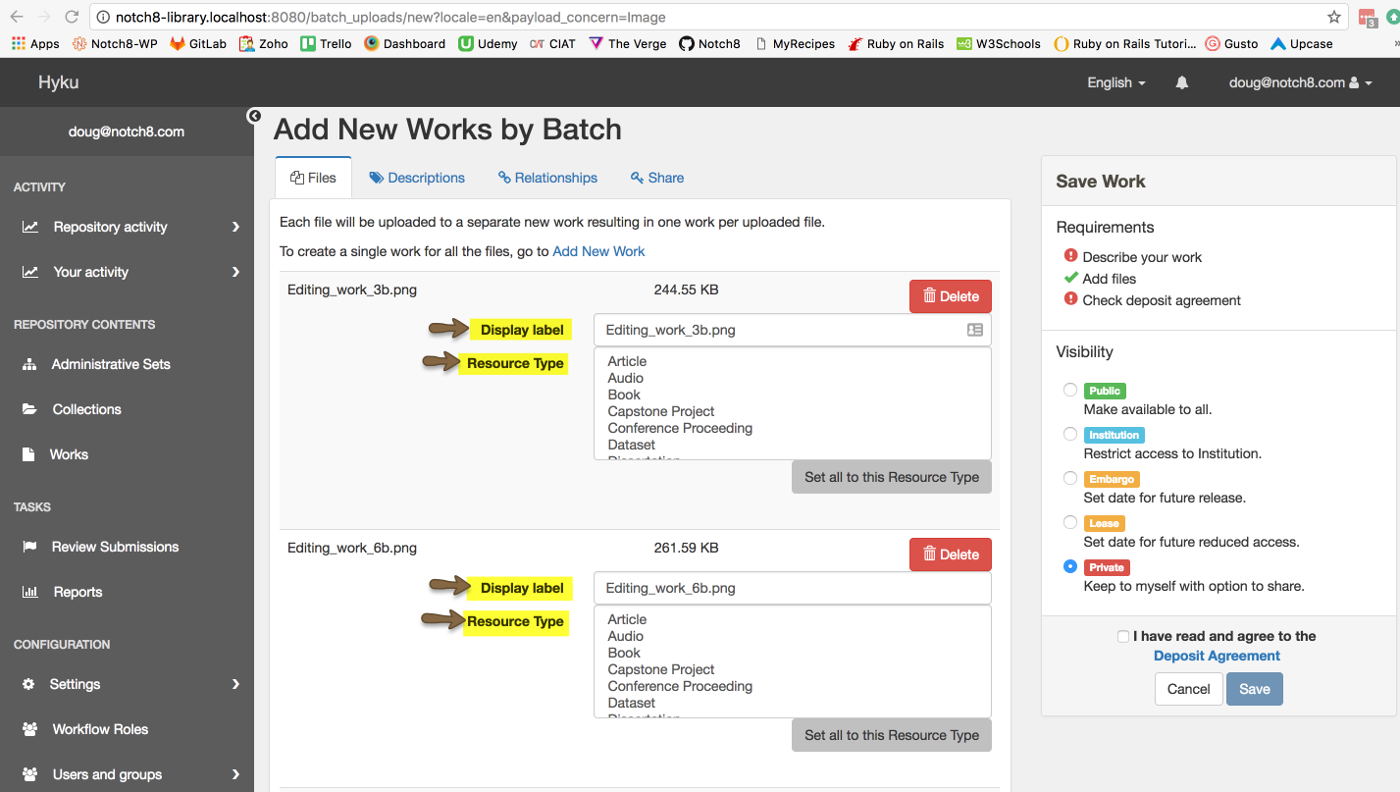 notch8-library.localhost:8080/batch_uploads/new?locale=en&payload_concern=Image
3
Apps Notch8-WP GitLab Zoho Trello Dashboard Udemy CIAT The Verge Notch8 MyRecipes Ruby on Rails W3Schools Ruby on Rails Tutori... Gusto Upcase »
Hyku English doug@notch8.com
doug@notch8.com
ACTIVITY
Repository activity
Your activity
REPOSITORY CONTENTS
Administrative Sets
Collections
Works
TASKS
Review Submissions
Reports
CONFIGURATION
Settings
Workflow Roles
Users and groups
Add New Works by Batch
Files Descriptions Relationships Share
Each file will be uploaded to a separate new work resulting in one work per uploaded file.
To create a single work for all the files, go to Add New Work
Editing_work_3b.png 244.55 KB Delete
Display label Editing_work_3b.png
Resource Type
Article
Audio
Book
Capstone Project
Conference Proceeding
Dataset
Set all to this Resource Type
Editing_work_6b.png 261.59 KB Delete
Display label Editing_work_6b.png
Resource Type
Article
Audio
Book
Capstone Project
Conference Proceeding
Dataset
Set all to this Resource Type
Save Work
Requirements
Describe your work
Add files
Check deposit agreement
Visibility
Public
Make available to all.
Institution
Restrict access to Institution.
Embargo
Set date for future release.
Lease
Set date for future reduced access.
Private
Keep to myself with option to share.
I have read and agree to the
Deposit Agreement
Cancel Save